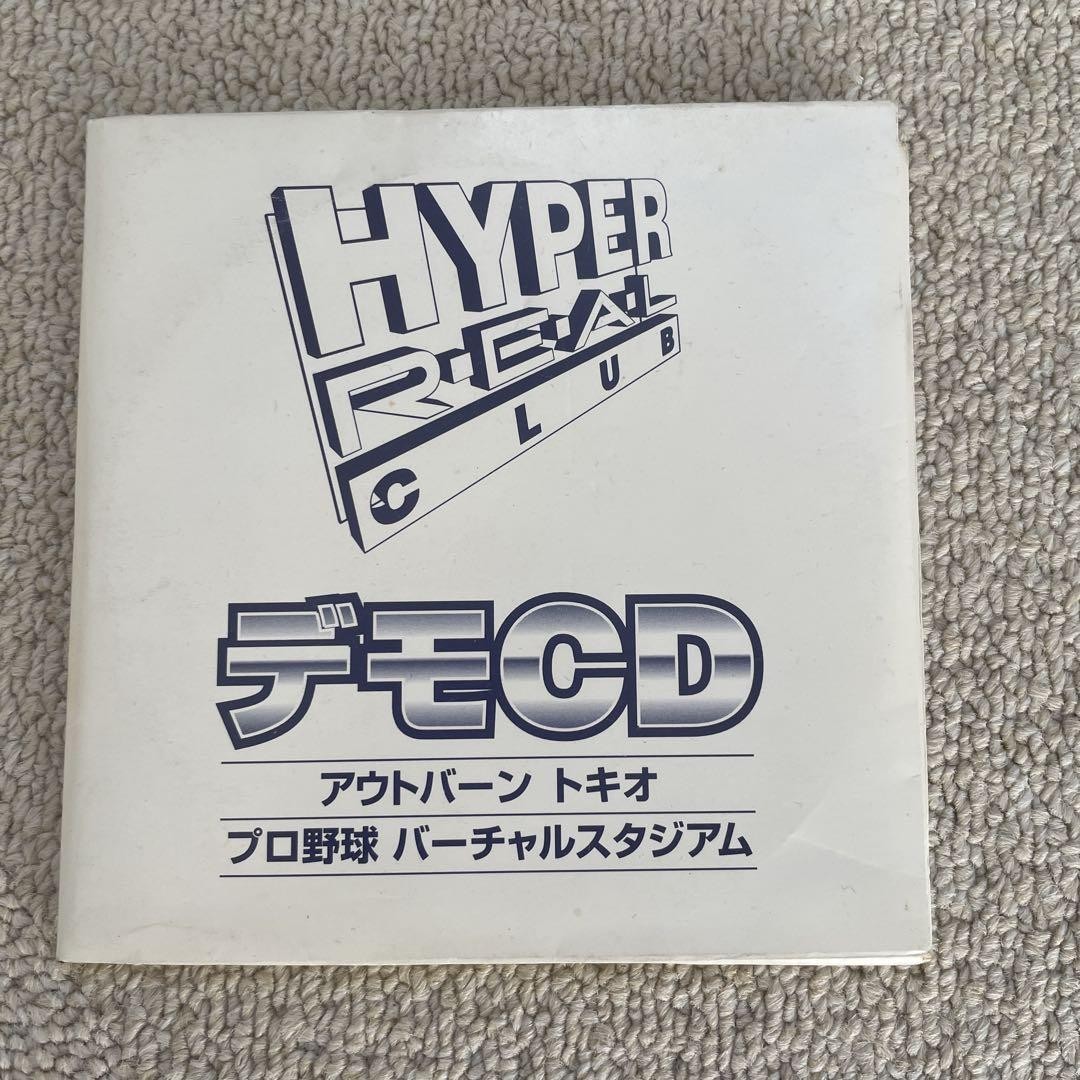 HYPER
R・E・A・L
CLUB
デモCD
アウトバーン トキオ
プロ野球 バーチャルスタジアム